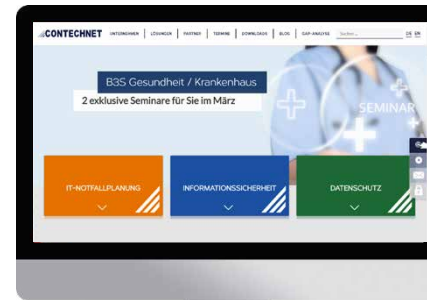 CONTECHNET UNTERNEHMEN LÖSUNGEN PARTNER TERMINE DOWNLOADS BLOG GAP-ANALYSE Suchen ... DE EN
B3S Gesundheit / Krankenhaus
2 exklusive Seminare für Sie im März
SEMINAR
IT-NOTFALLPLANUNG INFORMATIONSSICHERHEIT DATENSCHUTZ